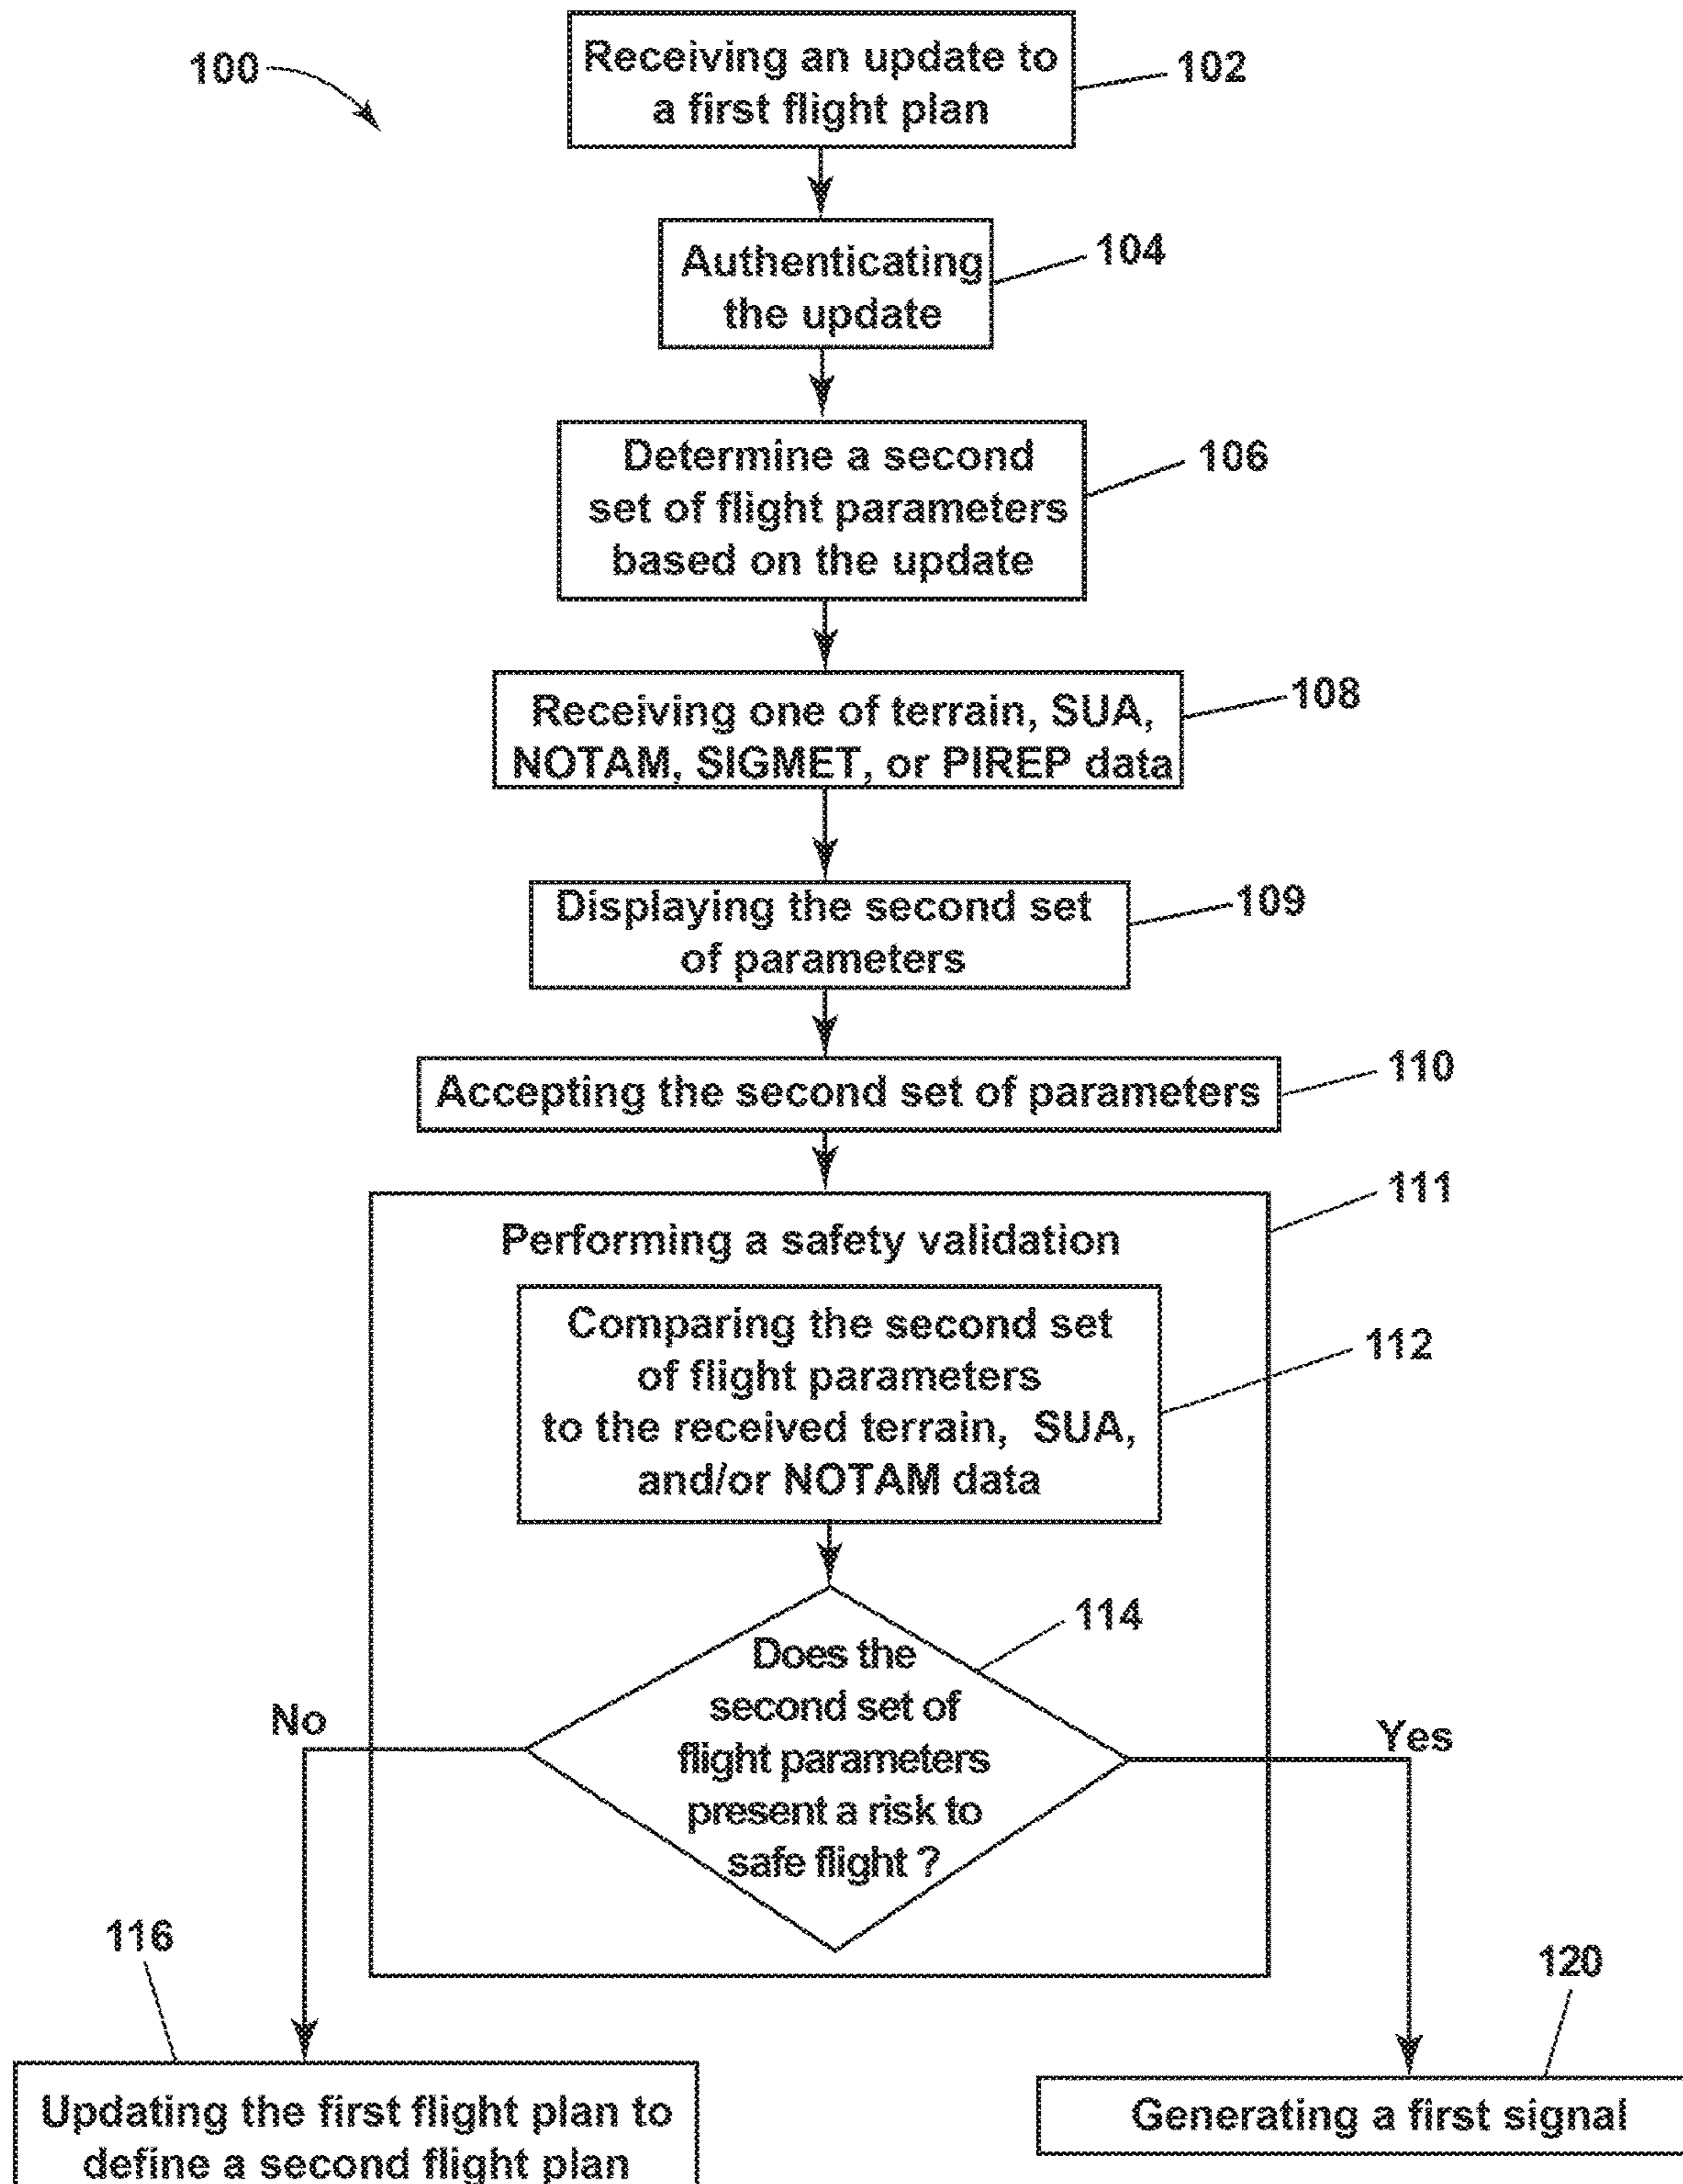 100
Receiving an update to
a first flight plan
102
Authenticating
the update
104
Determine a second
set of flight parameters
based on the update
106
Receiving one of terrain, SUA,
NOTAM, SIGMET, or PIREP data
108
Displaying the second set
of parameters
109
Accepting the second set of parameters
110
111
Performing a safety validation
Comparing the second set
of flight parameters
to the received terrain, SUA,
and/or NOTAM data
112
114
Does the
second set of
flight parameters
present a risk to
safe flight ?
No
Yes
116
Updating the first flight plan to
define a second flight plan
120
Generating a first signal